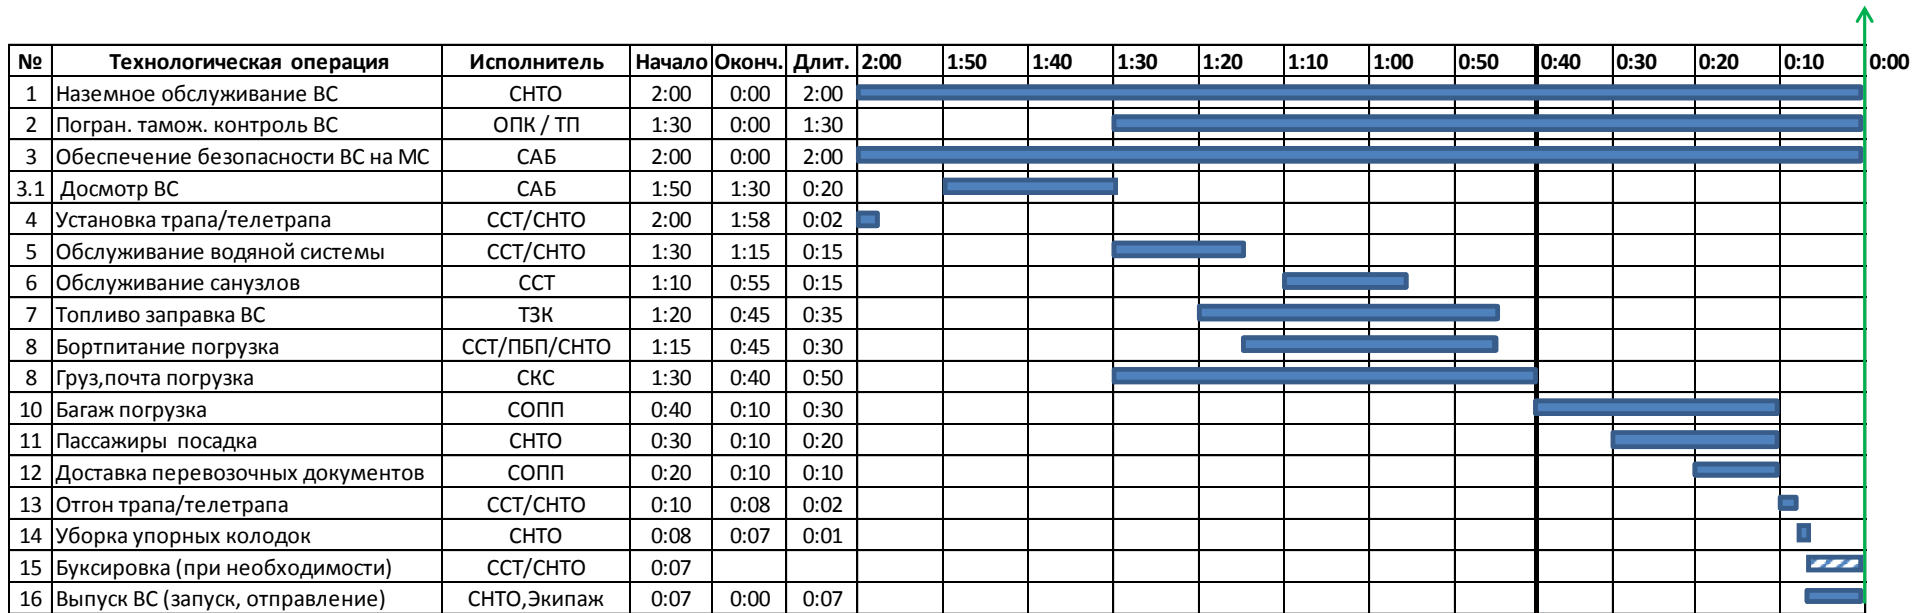 № Технологическая операция Исполнитель Начало Оконч. Длит. 2:00 1:50 1:40 1:30 1:20 1:10 1:00 0:50 0:40 0:30 0:20 0:10 0:00
1 Наземное обслуживание ВС СНТО 2:00 0:00 2:00
2 Погран. тамож. контроль ВС ОПК / ТП 1:30 0:00 1:30
3 Обеспечение безопасности ВС на МС САБ 2:00 0:00 2:00
3.1 Досмотр ВС САБ 1:50 1:30 0:20
4 Установка трапа/телетрапа ССТ/СНТО 2:00 1:58 0:02
5 Обслуживание водяной системы ССТ/СНТО 1:30 1:15 0:15
6 Обслуживание санузлов ССТ 1:10 0:55 0:15
7 Топливо заправка ВС ТЗК 1:20 0:45 0:35
8 Бортпитание погрузка ССТ/ПБП/СНТО 1:15 0:45 0:30
8 Груз,почта погрузка СКС 1:30 0:40 0:50
10 Багаж погрузка СОПП 0:40 0:10 0:30
11 Пассажиры посадка СНТО 0:30 0:10 0:20
12 Доставка перевозочных документов СОПП 0:20 0:10 0:10
13 Отгон трапа/телетрапа ССТ/СНТО 0:10 0:08 0:02
14 Уборка упорных колодок СНТО 0:08 0:07 0:01
15 Буксировка (при необходимости) ССТ/СНТО 0:07
16 Выпуск ВС (запуск, отправление) СНТО,Экипаж 0:07 0:00 0:07